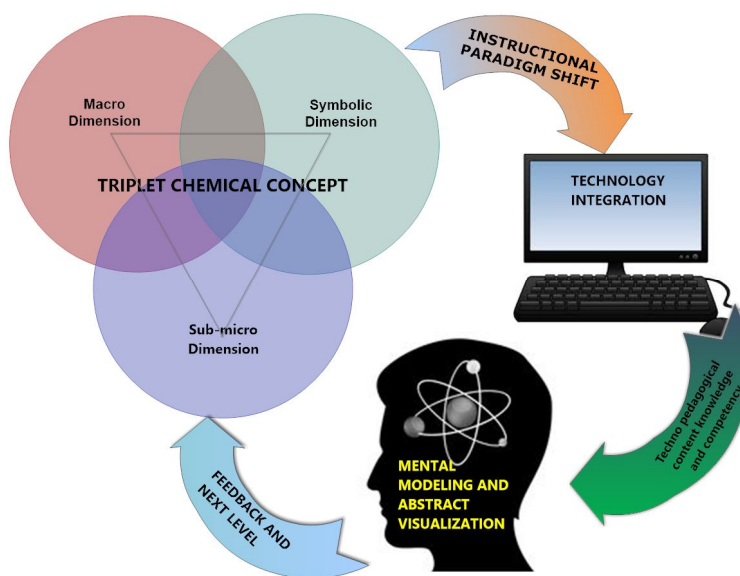 Macro
Dimension
Symbolic
Dimension
TRIPLET CHEMICAL CONCEPT
Sub-micro
Dimension
INSTRUCTIONAL
PARADIGM SHIFT
TECHNOLOGY
INTEGRATION
Techno pedagogical
content knowledge
and competency
MENTAL
MODELING AND
ABSTRACT
VISUALIZATION
FEEDBACK AND
NEXT LEVEL